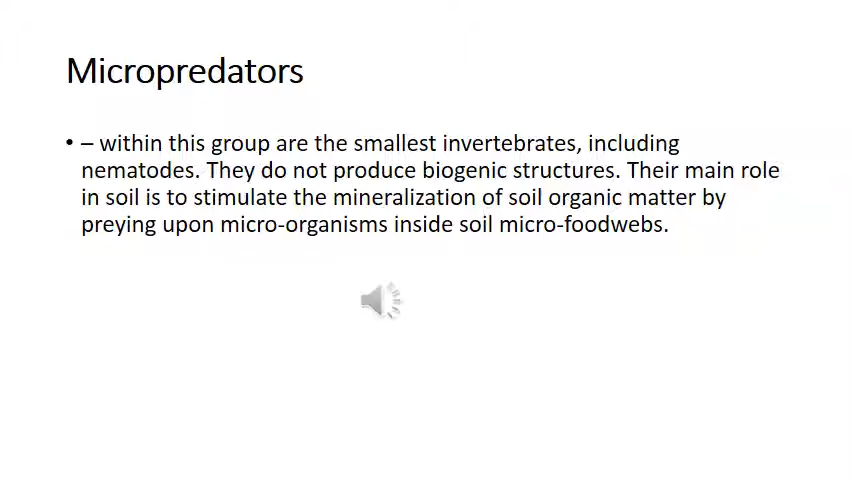 Micropredators
• – within this group are the smallest invertebrates, including
nematodes. They do not produce biogenic structures. Their main role
in soil is to stimulate the mineralization of soil organic matter by
preying upon micro-organisms inside soil micro-foodwebs.